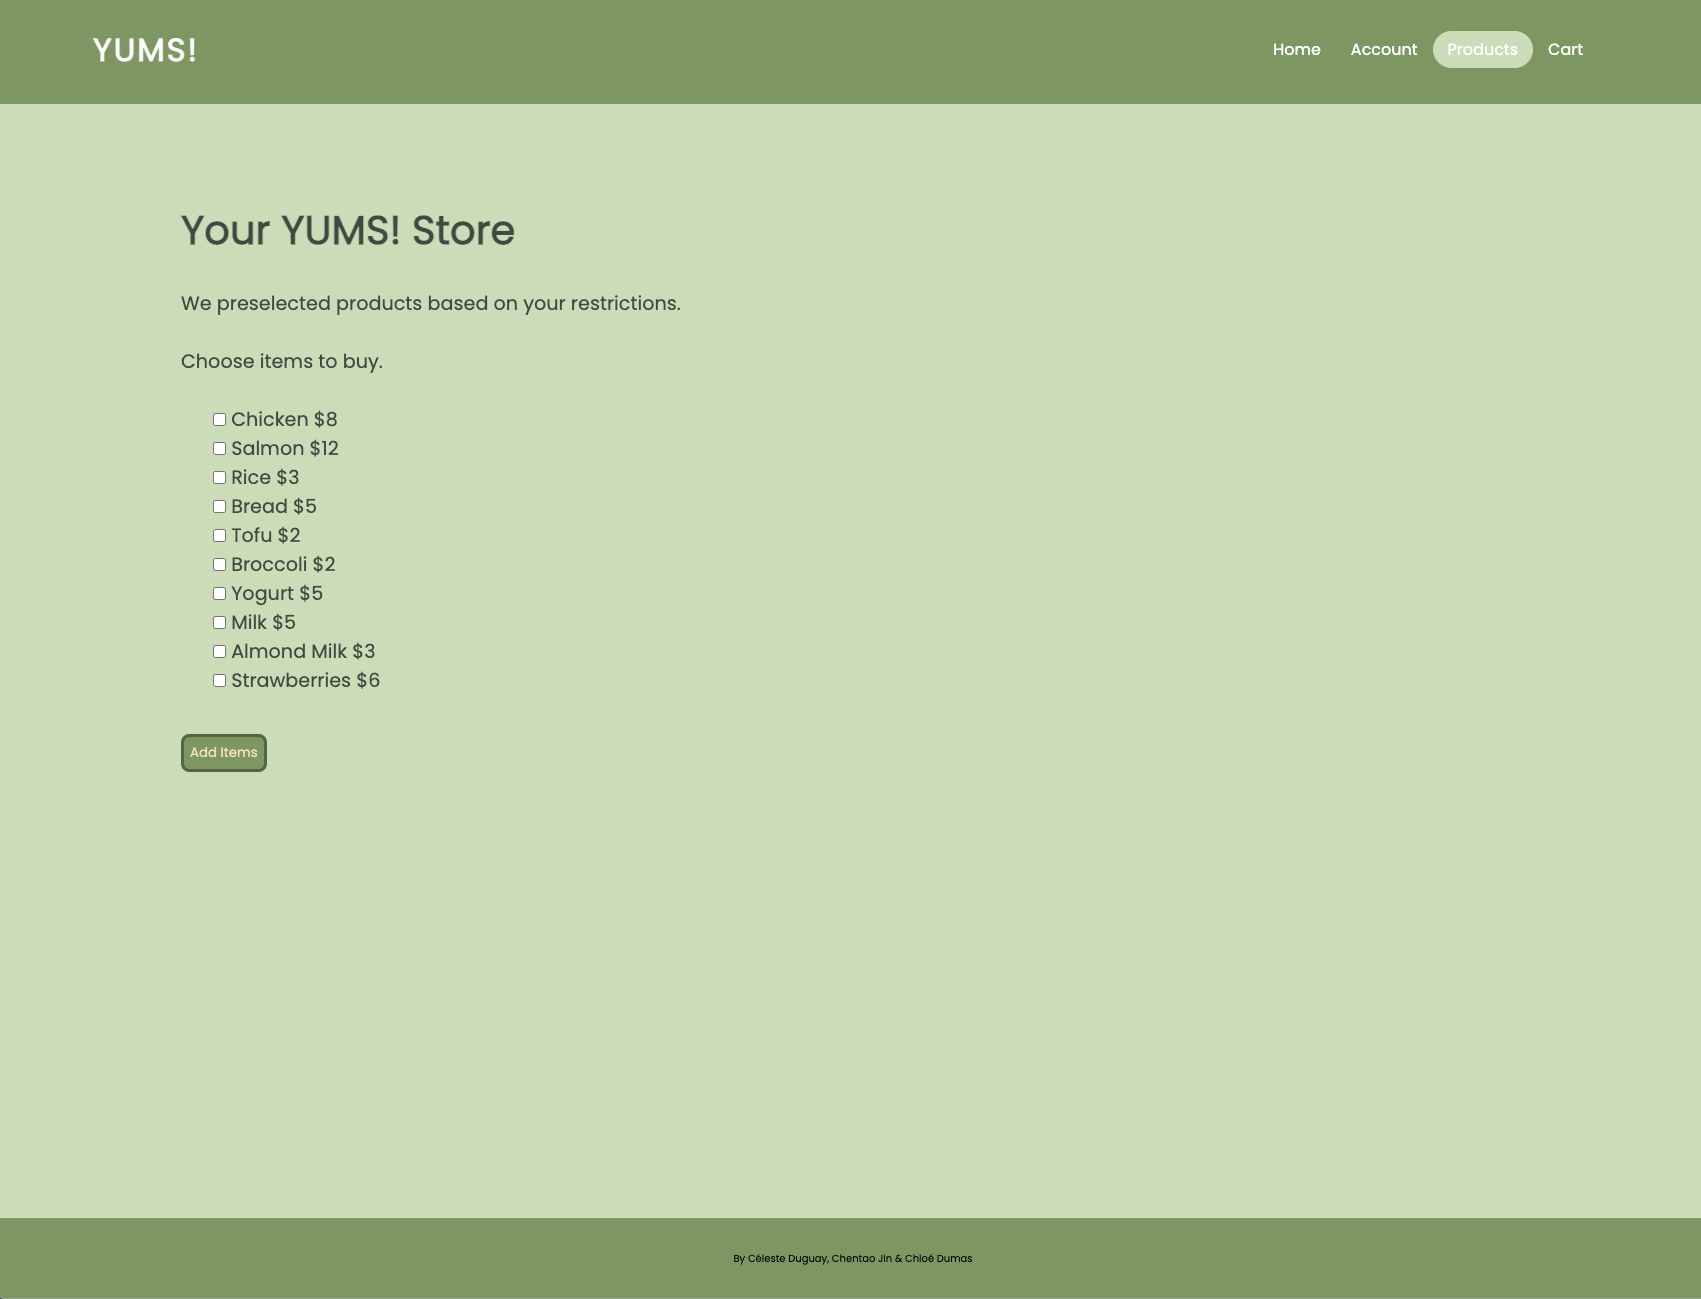 YUMS!
Home Account Products Cart
Your YUMS! Store
We preselected products based on your restrictions.
Choose items to buy.
Chicken $8
Salmon $12
Rice $3
Bread $5
Tofu $2
Broccoli $2
Yogurt $5
Milk $5
Almond Milk $3
Strawberries $6
Add Items
By Céleste Duguay, Chentao Jin & Chloé Dumas